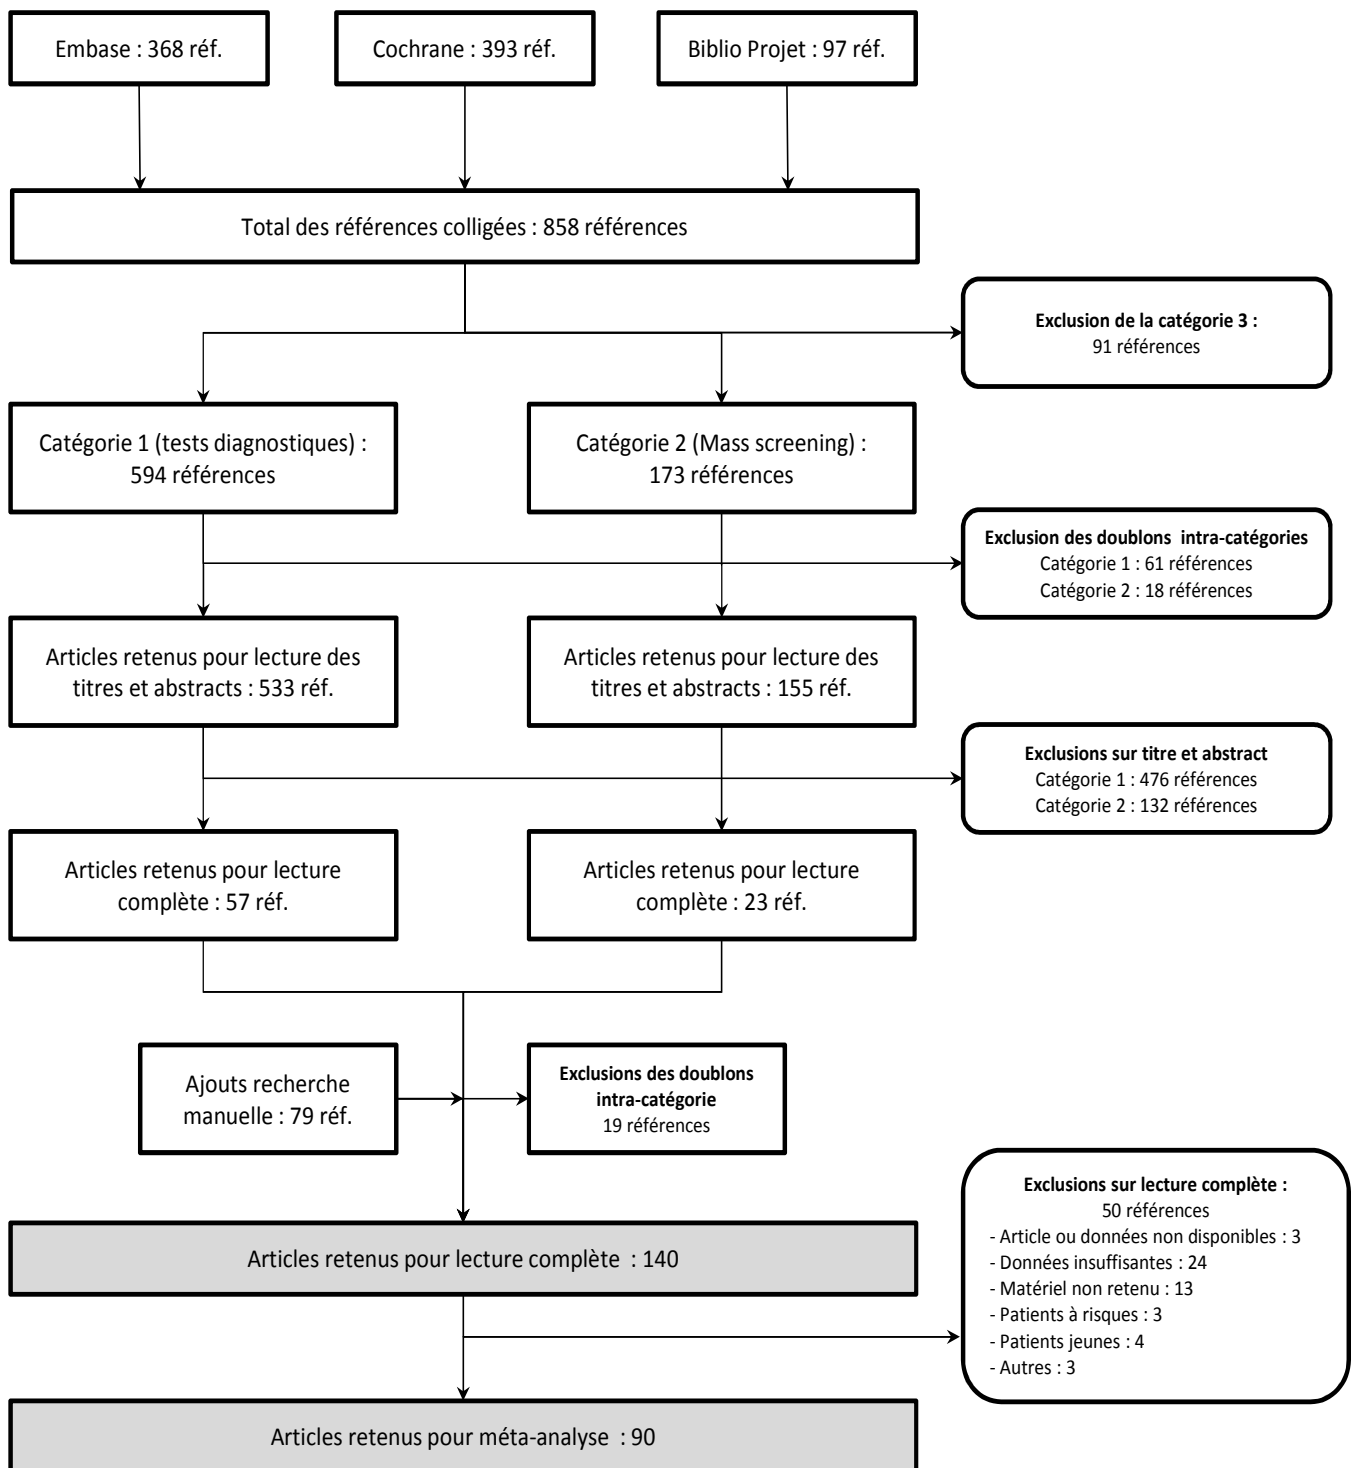 Embase : 368 réf.
Cochrane : 393 réf.
Biblio Projet : 97 réf.
Total des références colligées : 858 références
Exclusion de la catégorie 3 :
91 références
Catégorie 1 (tests diagnostiques) :
594 références
Catégorie 2 (Mass screening) :
173 références
Exclusion des doublons intra-catégories
Catégorie 1 : 61 références
Catégorie 2 : 18 références
Articles retenus pour lecture des
titres et abstracts : 533 réf.
Articles retenus pour lecture des
titres et abstracts : 155 réf.
Exclusions sur titre et abstract
Catégorie 1 : 476 références
Catégorie 2 : 132 références
Articles retenus pour lecture
complète : 57 réf.
Articles retenus pour lecture
complète : 23 réf.
Ajouts recherche
manuelle : 79 réf.
Exclusions des doublons
intra-catégorie
19 références
Exclusions sur lecture complète :
50 références
- Article ou données non disponibles : 3
- Données insuffisantes : 24
- Matériel non retenu : 13
- Patients à risques : 3
- Patients jeunes : 4
- Autres : 3
Articles retenus pour lecture complète : 140
Articles retenus pour méta-analyse : 90